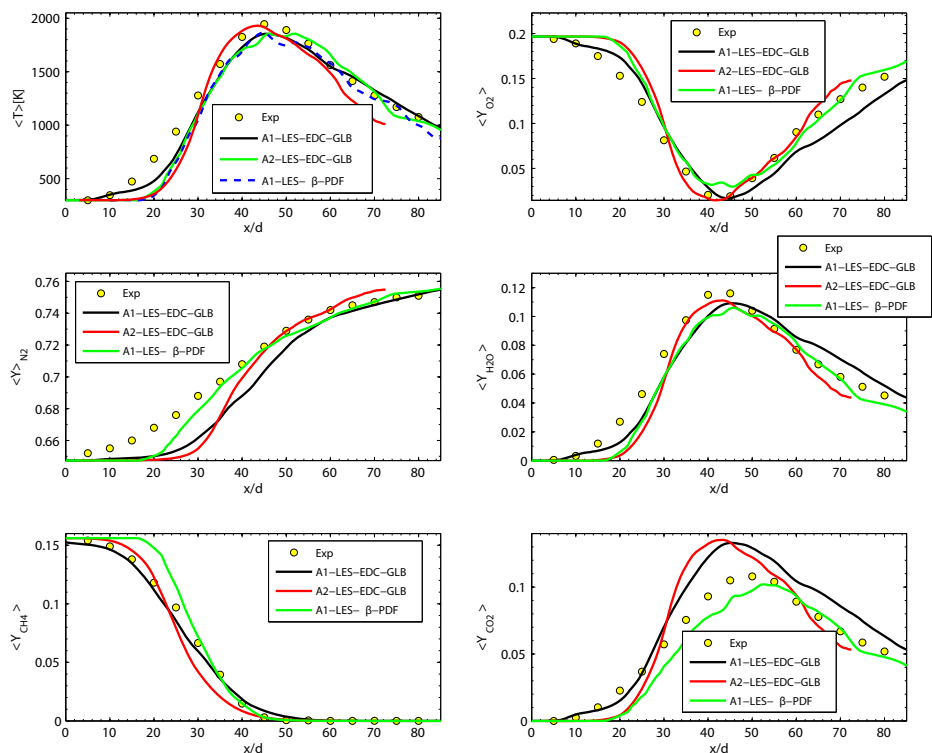 2000
1500
1000
500
<T>[K]
Exp
A1-LES-EDC-GLB
A2-LES-EDC-GLB
A1-LES- β-PDF
0 10 20 30 40 50 60 70 80
x/d
0.2
0.15
0.1
0.05
<Y O2 >
Exp
A1-LES-EDC-GLB
A2-LES-EDC-GLB
A1-LES- β-PDF
0 10 20 30 40 50 60 70 80
x/d
0.76
0.74
0.72
0.7
0.68
0.66
<Y> N2
Exp
A1-LES-EDC-GLB
A2-LES-EDC-GLB
A1-LES- β-PDF
0 10 20 30 40 50 60 70 80
x/d
0.12
0.1
0.08
0.06
0.04
0.02
0
<Y H2O >
Exp
A1-LES-EDC-GLB
A2-LES-EDC-GLB
A1-LES- β-PDF
0 10 20 30 40 50 60 70 80
x/d
0.15
0.1
0.05
0
<Y CH4 >
Exp
A1-LES-EDC-GLB
A2-LES-EDC-GLB
A1-LES- β-PDF
0 10 20 30 40 50 60 70 80
x/d
0.1
0.05
0
<Y CO2 >
Exp
A1-LES-EDC-GLB
A2-LES-EDC-GLB
A1-LES- β-PDF
0 10 20 30 40 50 60 70 80
x/d